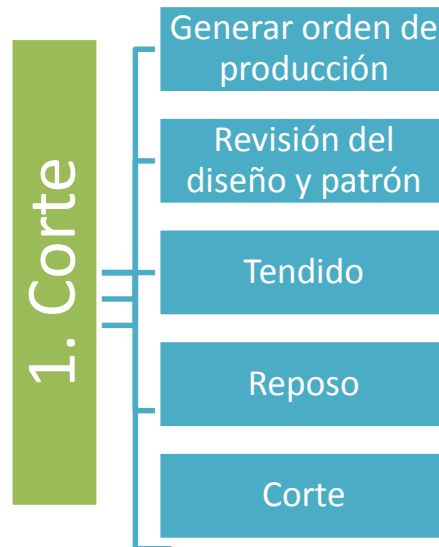 1. Corte
Generar orden de
producción
Revisión del
diseño y patrón
Tendido
Reposo
Corte